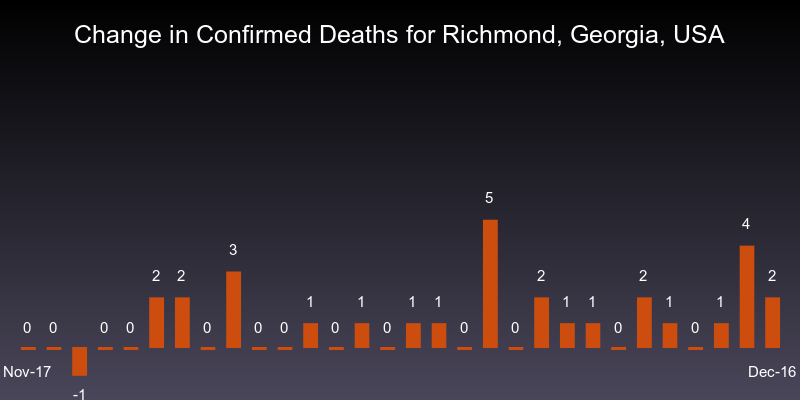 Change in Confirmed Deaths for Richmond, Georgia, USA
5
4
3
2 2 2 2 2
1 1 1 1 1 1 1 1
0 0 0 0 0 0 0 0 0 0 0 0 0
Nov-17 Dec-16
-1